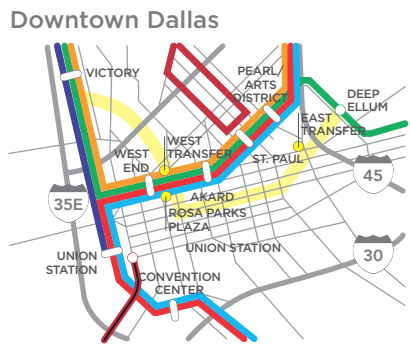 Downtown Dallas
VICTORY
PEARL/
ARTS
DISTRICT
DEEP
ELLUM
EAST
TRANSFER
WEST
TRANSFER
WEST
END
ST. PAUL
45
35E
AKARD
ROSA PARKS
PLAZA
UNION STATION
UNION
STATION
30
CONVENTION
CENTER